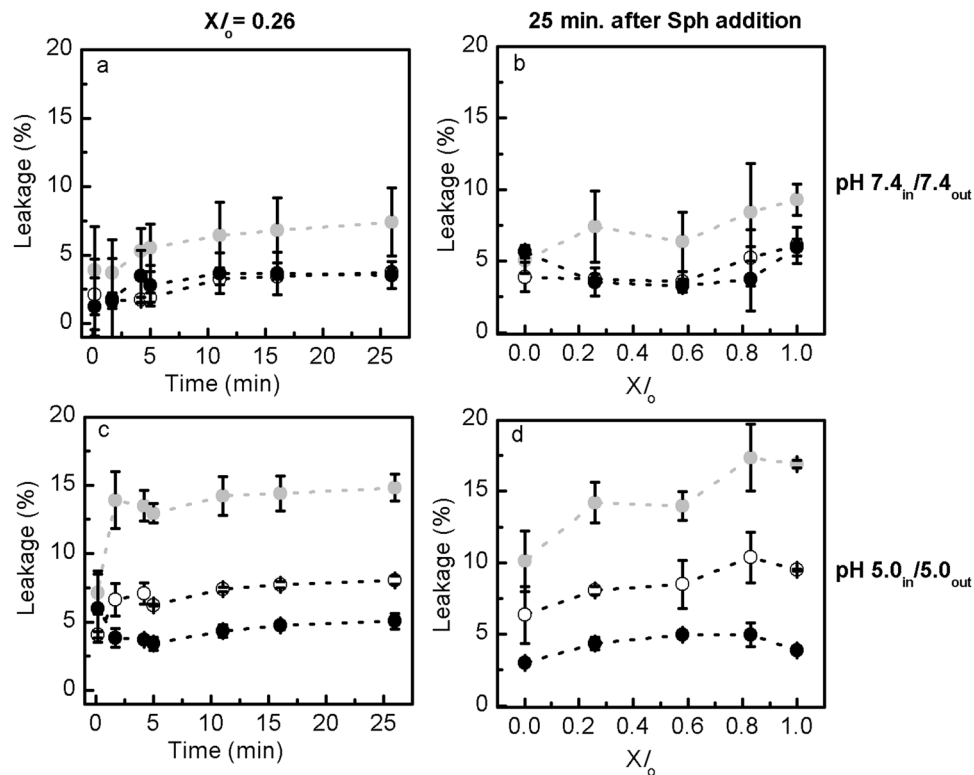 X/ₒ = 0.26
25 min. after Sph addition
a
20
15
10
5
0
Leakage (%)
0 5 10 15 20 25
Time (min)
b
20
15
10
5
0
Leakage (%)
0.0 0.2 0.4 0.6 0.8 1.0
X/ₒ
pH 7.4in/7.4out
c
20
15
10
5
0
Leakage (%)
0 5 10 15 20 25
Time (min)
d
20
15
10
5
0
Leakage (%)
0.0 0.2 0.4 0.6 0.8 1.0
X/ₒ
pH 5.0in/5.0out